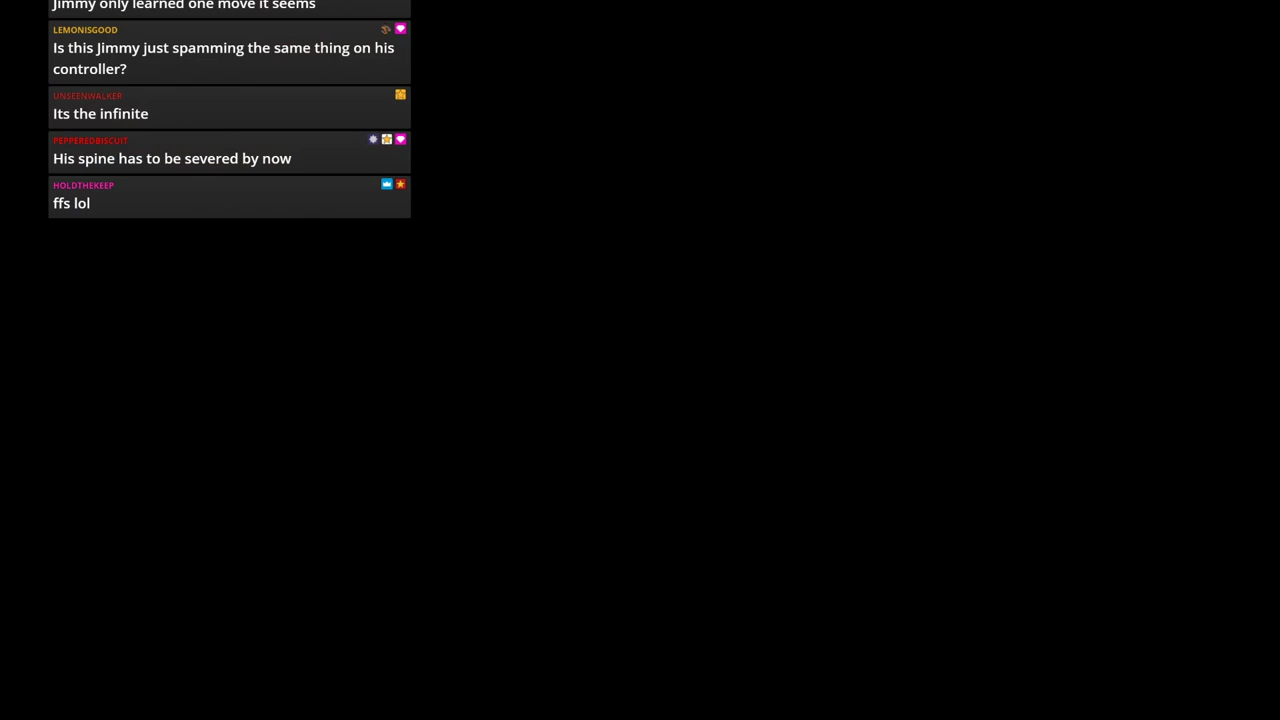 Jimmy only learned one move it seems
LEMONISGOOD
Is this Jimmy just spamming the same thing on his
controller?
UNSEENWALKER
Its the infinite
PEPPEREDBISCUIT
His spine has to be severed by now
HOLDTHEKEEP
ffs lol